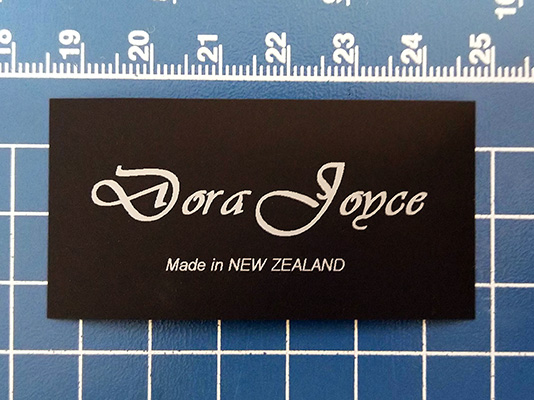 18 19 20 21 22 23 24 25
Dora Joyce
Made in NEW ZEALAND